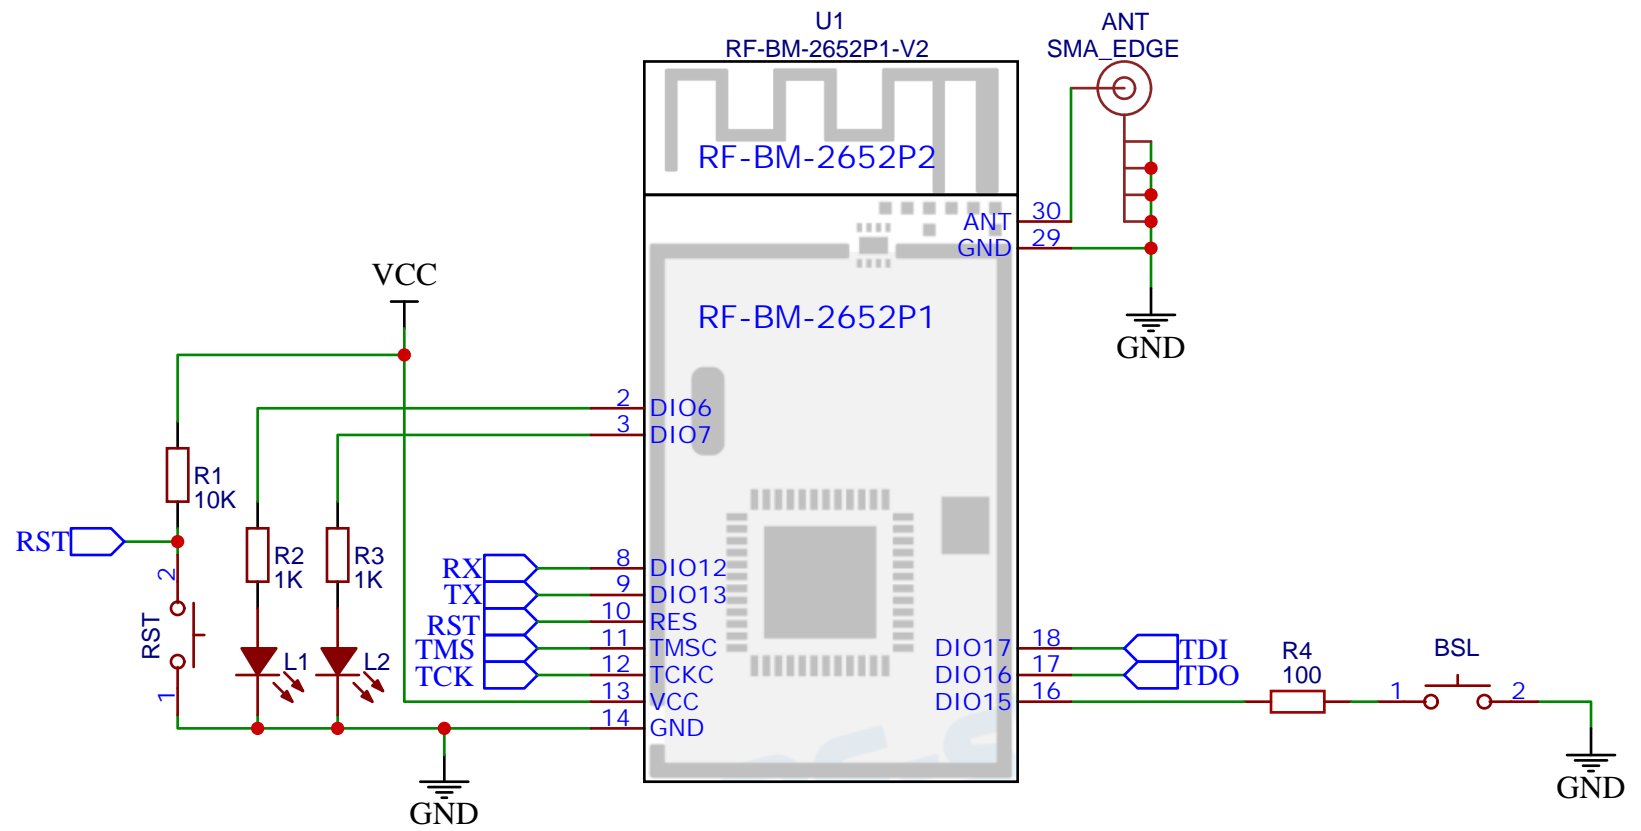 U1
RF-BM-2652P1-V2
ANT
SMA_EDGE
RF-BM-2652P2
ANT 30
GND 29
GND
VCC
RF-BM-2652P1
2 DIO6
3 DIO7
R1
10K
RST
2
RST
1
R2
1K
R3
1K
L1
L2
RX 8 DIO12
TX 9 DIO13
RST 10 RES
TMS 11 TMSC
TCK 12 TCKC
13 VCC
14 GND
GND
DIO17 18 TDI
DIO16 17 TDO
DIO15 16
R4
100
BSL
1 2
GND